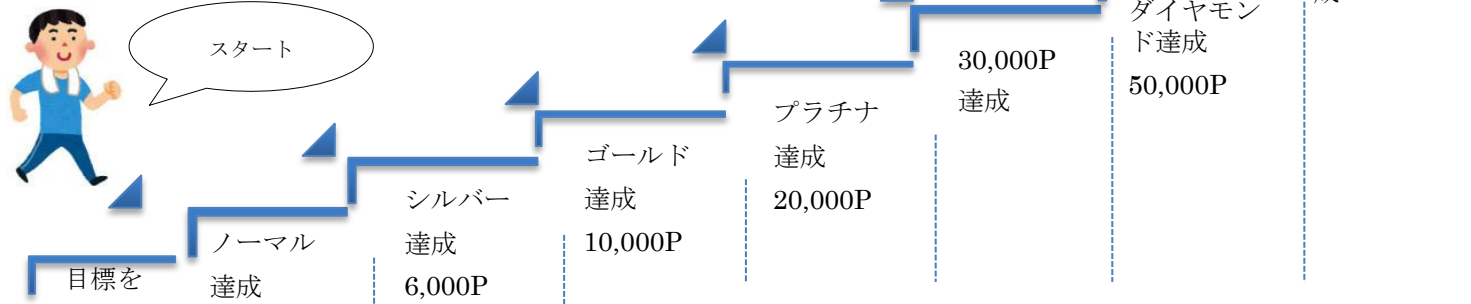 スタート
目標を
ノーマル
達成
シルバー
達成
6,000P
ゴールド
達成
10,000P
プラチナ
達成
20,000P
30,000P
達成
ダイヤモン
ド達成
50,000P